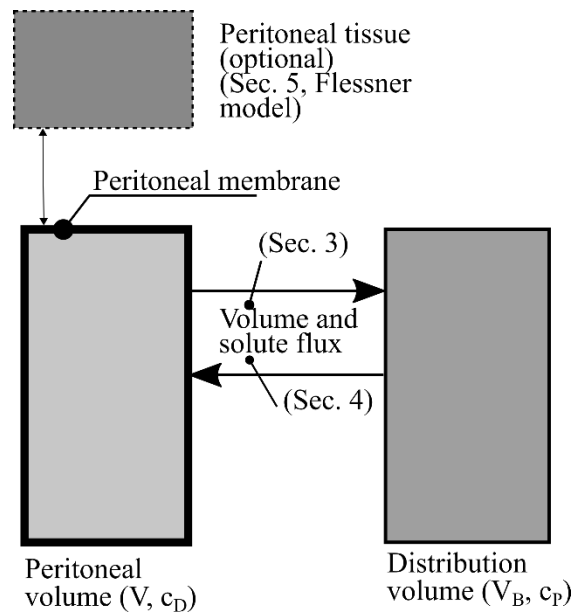 Peritoneal tissue
(optional)
(Sec. 5, Flessner
model)
Peritoneal membrane
(Sec. 3)
Volume and
solute flux
(Sec. 4)
Peritoneal
volume (V, c_D)
Distribution
volume (V_B, c_P)